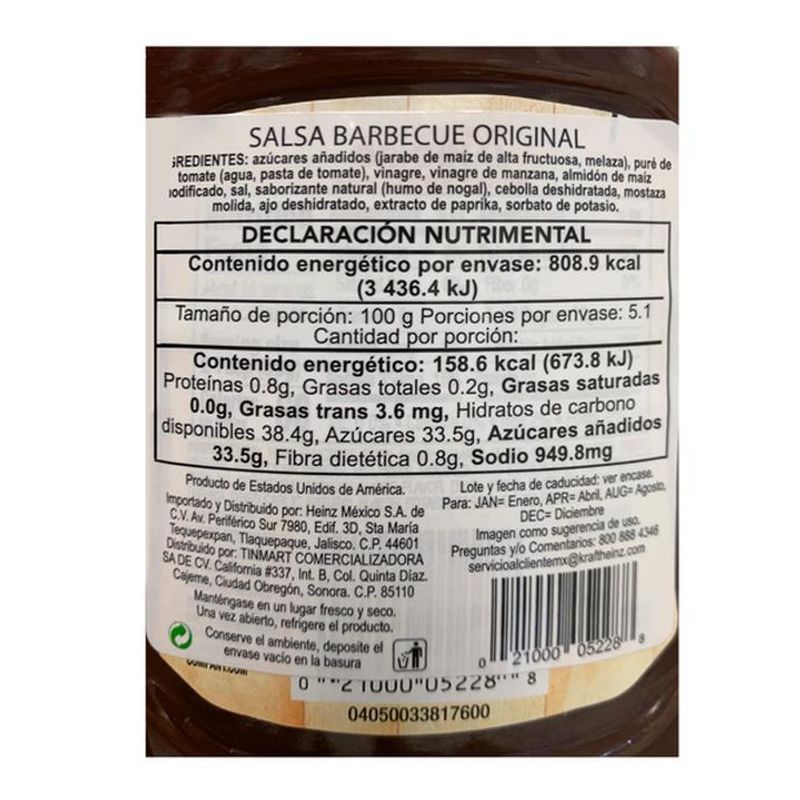 SALSA BARBECUE ORIGINAL
GREDIENTES: azúcares añadidos (jarabe de maíz de alta fructuosa, melaza), puré de
tomate (agua, pasta de tomate), vinagre, vinagre de manzana, almidón de maíz
modificado, sal, saborizante natural (humo de nogal), cebolla deshidratada, mostaza
molida, ajo deshidratado, extracto de paprika, sorbato de potasio.
DECLARACIÓN NUTRIMENTAL
Contenido energético por envase: 808.9 kcal
(3 436.4 kJ)
Tamaño de porción: 100 g Porciones por envase: 5.1
Cantidad por porción:
Contenido energético: 158.6 kcal (673.8 kJ)
Proteínas 0.8g, Grasas totales 0.2g, Grasas saturadas
0.0g, Grasas trans 3.6 mg, Hidratos de carbono
disponibles 38.4g, Azúcares 33.5g, Azúcares añadidos
33.5g, Fibra dietética 0.8g, Sodio 949.8mg
Producto de Estados Unidos de América.
Importado y Distribuido por: Heinz México S.A. de
C.V. Av. Periférico Sur 7980, Edif. 3D, Sta María
Tequepexpan, Tlaquepaque, Jalisco. C.P. 44601
Distribuido por: TINMART COMERCIALIZADORA
SA DE CV. California #337, Int. B, Col. Quinta Díaz.
Cajeme, Ciudad Obregón, Sonora. C.P. 85110
Manténgase en un lugar fresco y seco.
Una vez abierto, refrigere el producto.
Conserve el ambiente, deposite el
envase vacío en la basura
Lote y fecha de caducidad: ver envase.
Para: JAN= Enero, APR= Abril, AUG= Agosto,
DEC= Diciembre
Imagen como sugerencia de uso.
Preguntas y/o Comentarios: 800 888 4346
servicioalclientemx@kraftheinz.com
0 21000 05228 8
0 21000 05228 8
04050033817600